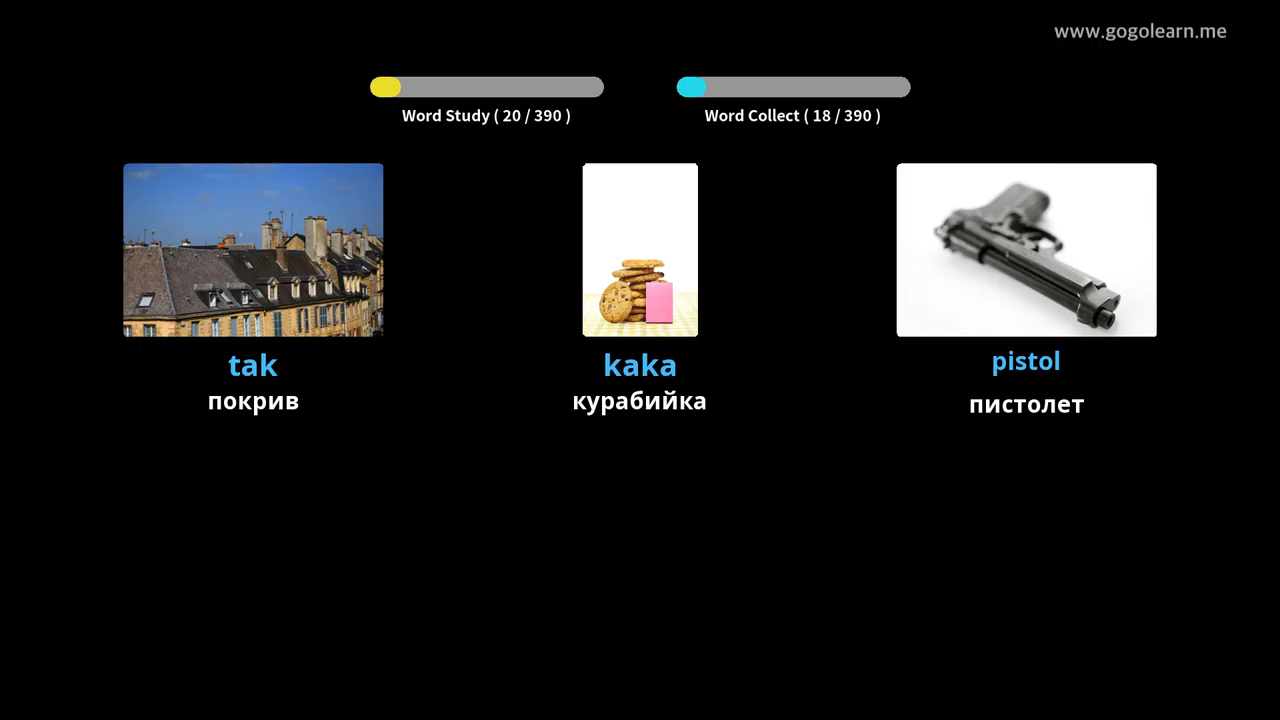 www.gogolearn.me
Word Study ( 20 / 390 )
Word Collect ( 18 / 390 )
tak
kaka
pistol
покрив
курабийка
пистолет